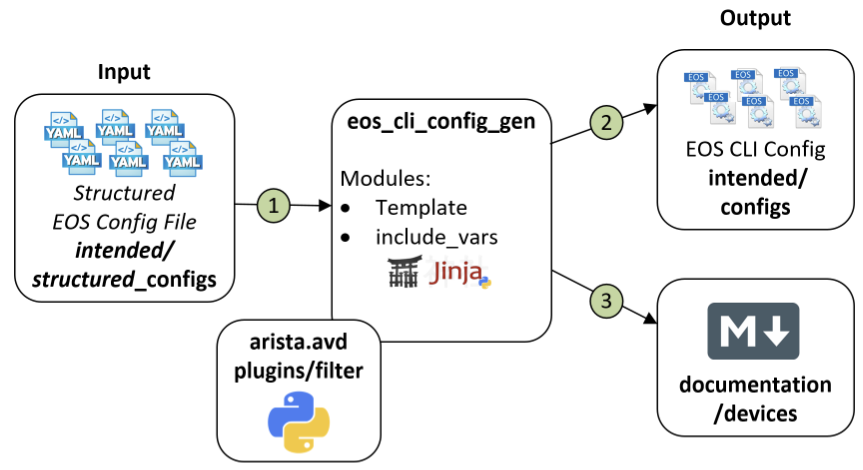 Input
YAML
YAML
YAML
YAML
YAML
YAML
Structured
EOS Config File
intended/
structured_configs
1
eos_cli_config_gen
Modules:
• Template
• include_vars
Jinja
arista.avd
plugins/filter
2
3
Output
EOS
EOS
EOS
EOS
EOS
EOS
EOS CLI Config
intended/
configs
M
documentation
/devices